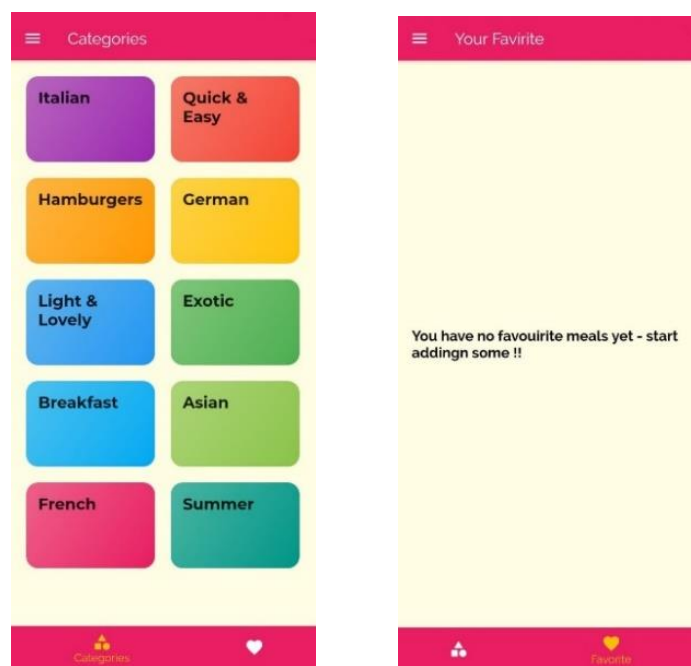 Categories
Italian
Quick &
Easy
Hamburgers
German
Light &
Lovely
Exotic
Breakfast
Asian
French
Summer
Categories
Your Favirite
You have no favouirite meals yet - start
addingn some !!
Favorite